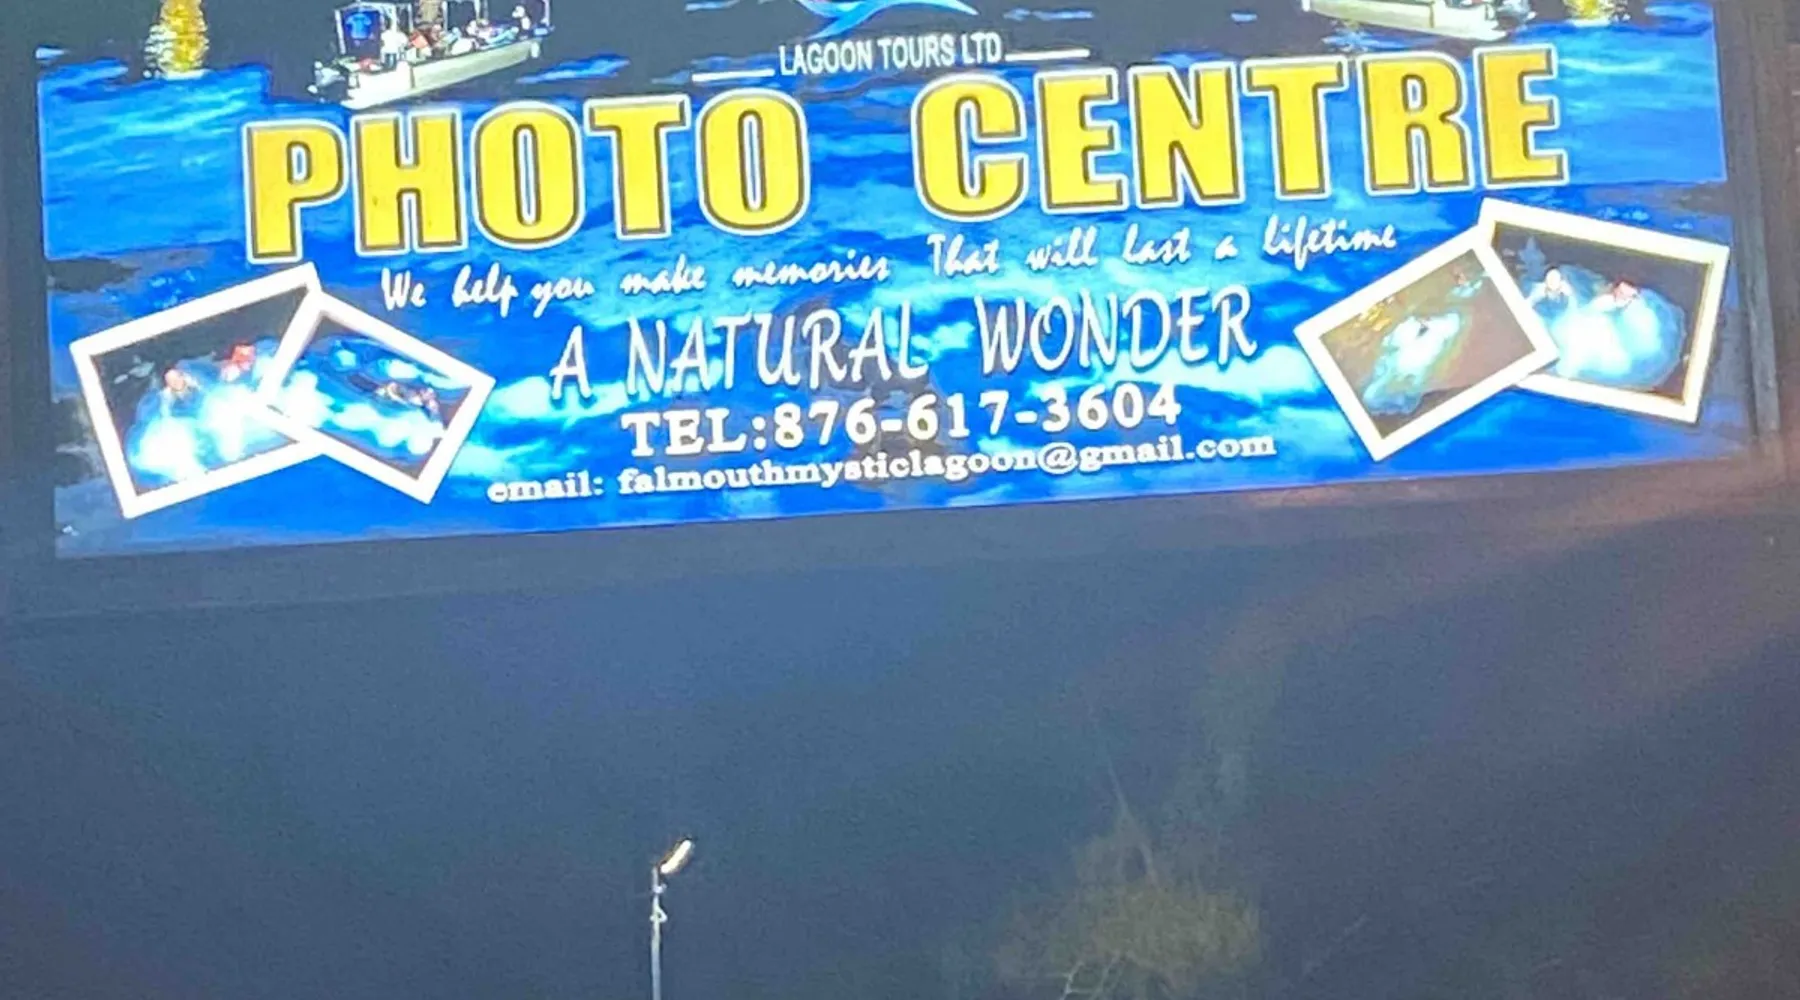 LAGOON TOURS LTD
PHOTO CENTRE
We help you make memories That will last a lifetime
A NATURAL WONDER
TEL:876-617-3604
email: falmouthmysticlagoon@gmail.com